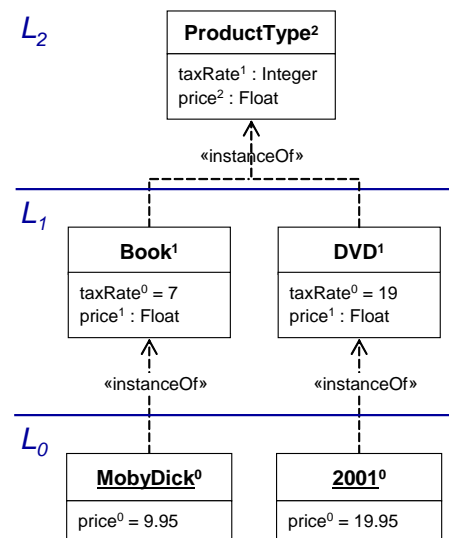 L₂
ProductType²
taxRate¹ : Integer
price² : Float
«instanceOf»
L₁
Book¹
DVD¹
taxRate⁰ = 7
price¹ : Float
taxRate⁰ = 19
price¹ : Float
«instanceOf»
«instanceOf»
L₀
MobyDick⁰
2001⁰
price⁰ = 9.95
price⁰ = 19.95